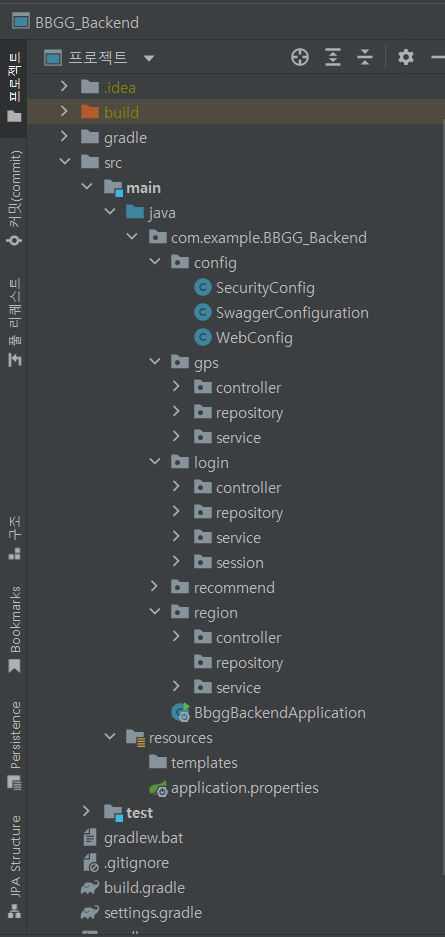 BBGG_Backend
프로젝트
프로젝트
커밋(commit)
풀 리퀘스트
구조
Bookmarks
Persistence
JPA Structure
.idea
build
gradle
src
main
java
com.example.BBGG_Backend
config
SecurityConfig
SwaggerConfiguration
WebConfig
gps
controller
repository
service
login
controller
repository
service
session
recommend
region
controller
repository
service
BbggBackendApplication
resources
templates
application.properties
test
gradlew.bat
.gitignore
build.gradle
settings.gradle